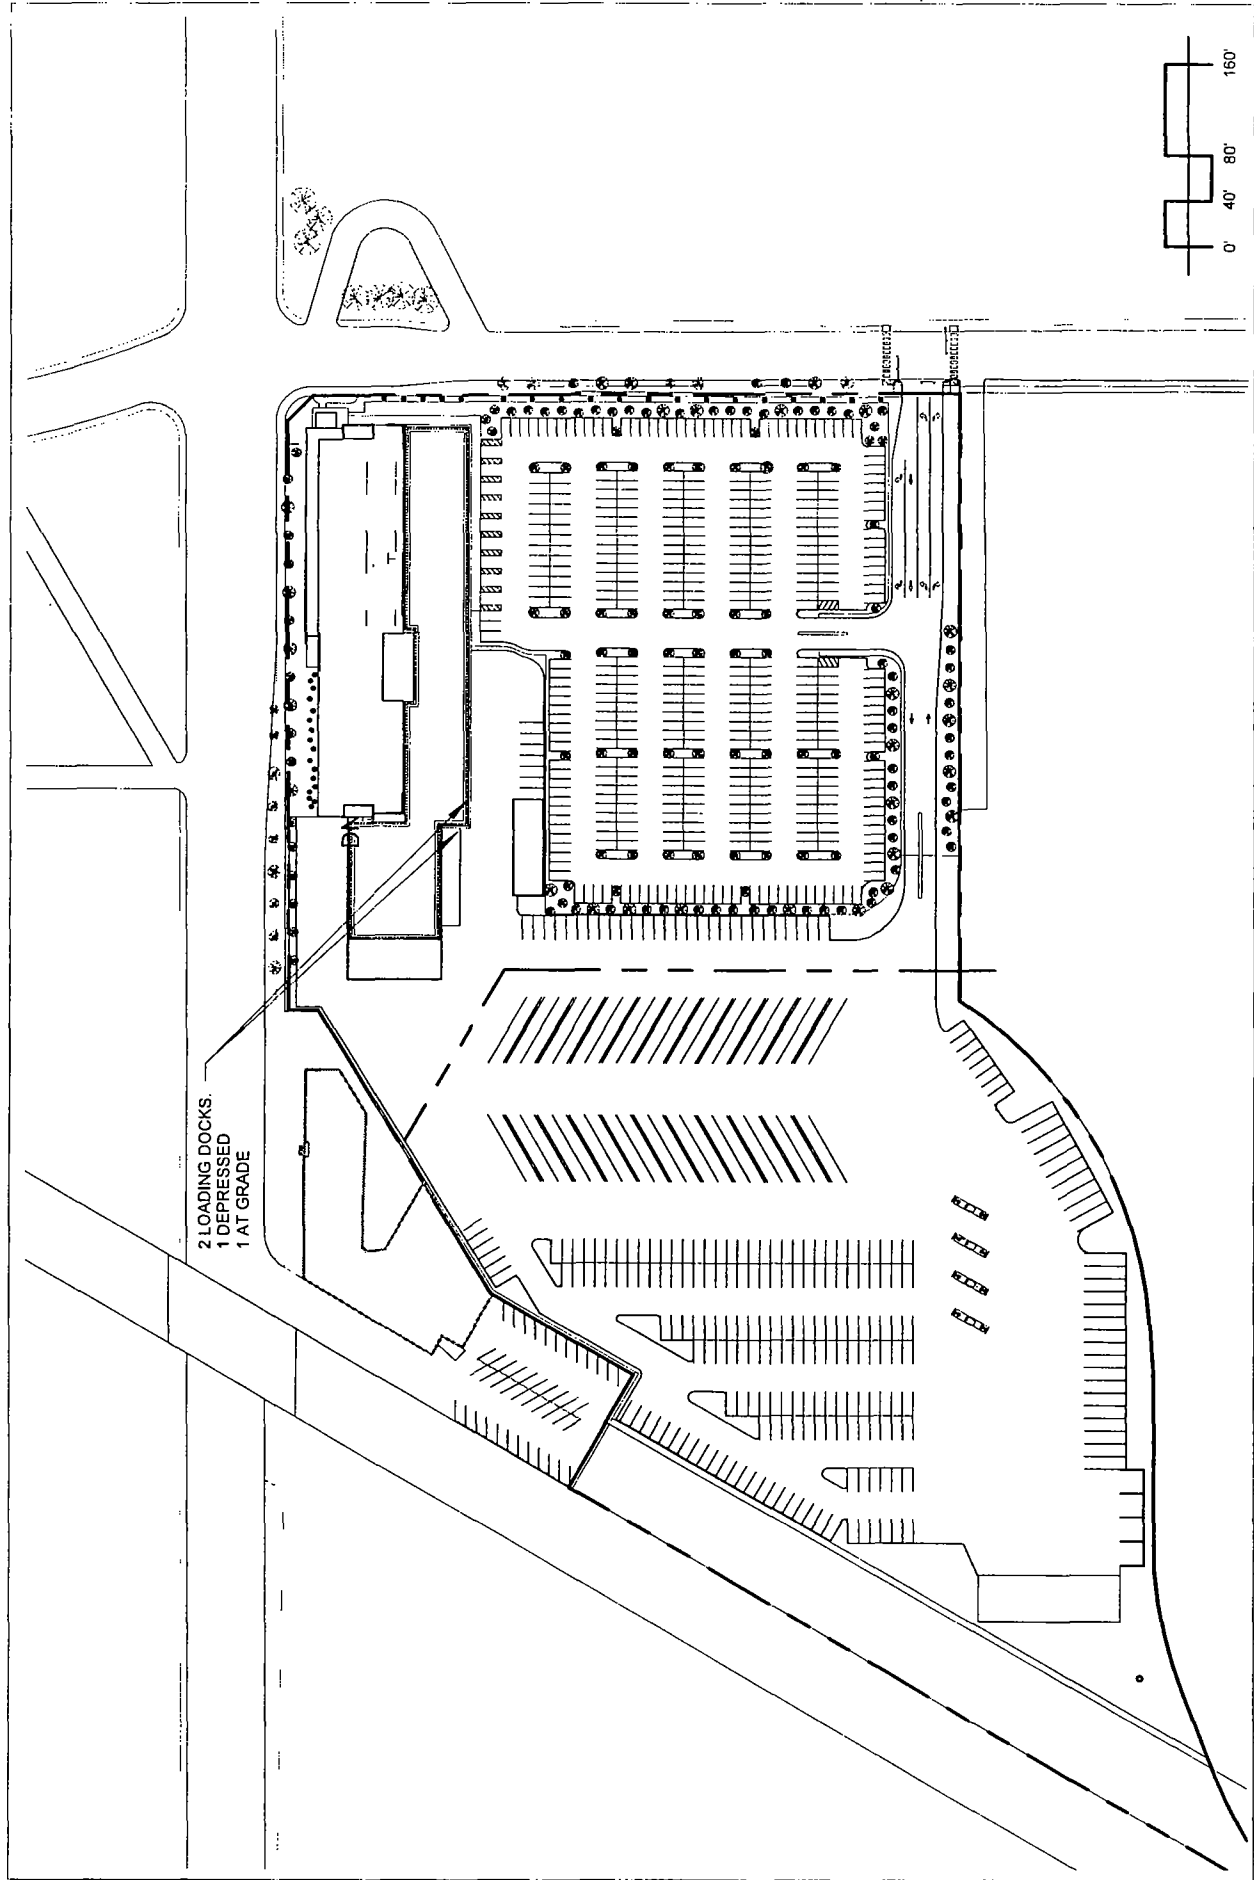 2 LOADING DOCKS.
1 DEPRESSED
1 AT GRADE
0' 40' 80' 160'